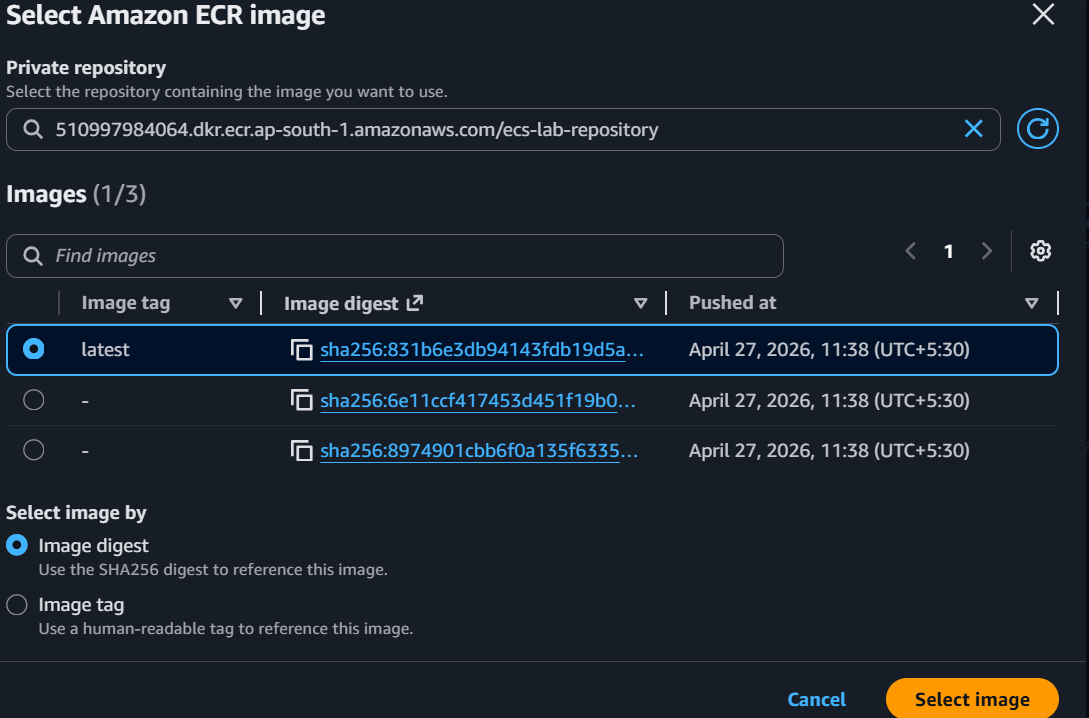 Select Amazon ECR image
Private repository
Select the repository containing the image you want to use.
510997984064.dkr.ecr.ap-south-1.amazonaws.com/ecs-lab-repository
Images (1/3)
Find images
1
Image tag Image digest Pushed at
latest sha256:831b6e3db94143fdb19d5a... April 27, 2026, 11:38 (UTC+5:30)
- sha256:6e11ccf417453d451f19b0... April 27, 2026, 11:38 (UTC+5:30)
- sha256:8974901cbb6f0a135f6335... April 27, 2026, 11:38 (UTC+5:30)
Select image by
Image digest
Use the SHA256 digest to reference this image.
Image tag
Use a human-readable tag to reference this image.
Cancel Select image